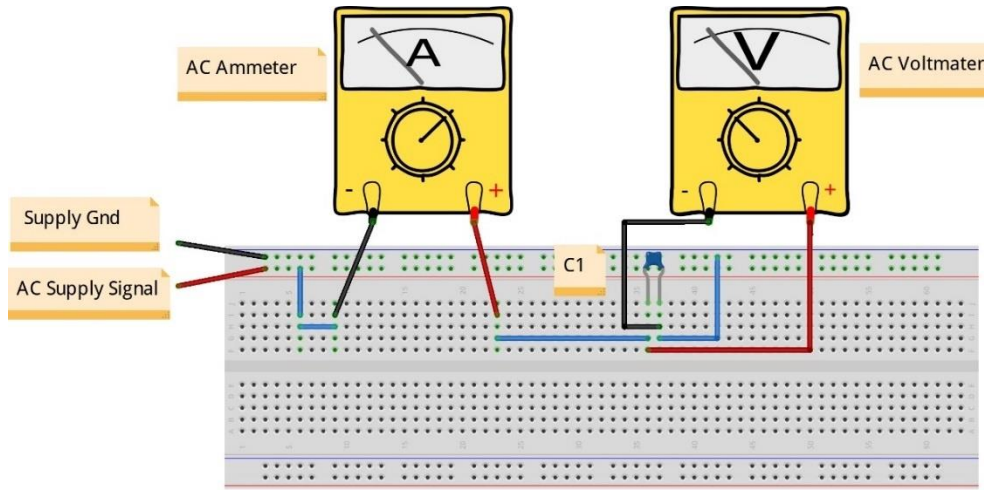 A
V
AC Ammeter
AC Voltmater
- +
- +
Supply Gnd
AC Supply Signal
C1